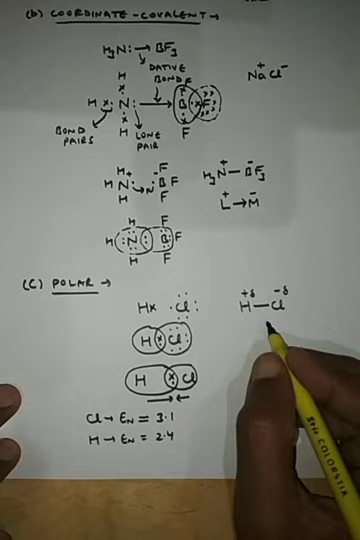 (b) COORDINATE-COVALENT →
H₃N: → BF₃
DATIVE BOND
Na⁺ Cl⁻
H
H × N : → B × F
F
H
F
BOND PAIRS
LONE PAIR
H
H N⁺ → B⁻ F
H
F
F
H₃N⁺ — B⁻F₃
L⁺ → M⁻
H
H N B F
H
F
F
(C) POLAR →
H× ·Cl:
+δ -δ
H — Cl
H × Cl
H × Cl
Cl → EN = 3.1
H → EN = 2.4
COLORSTIX